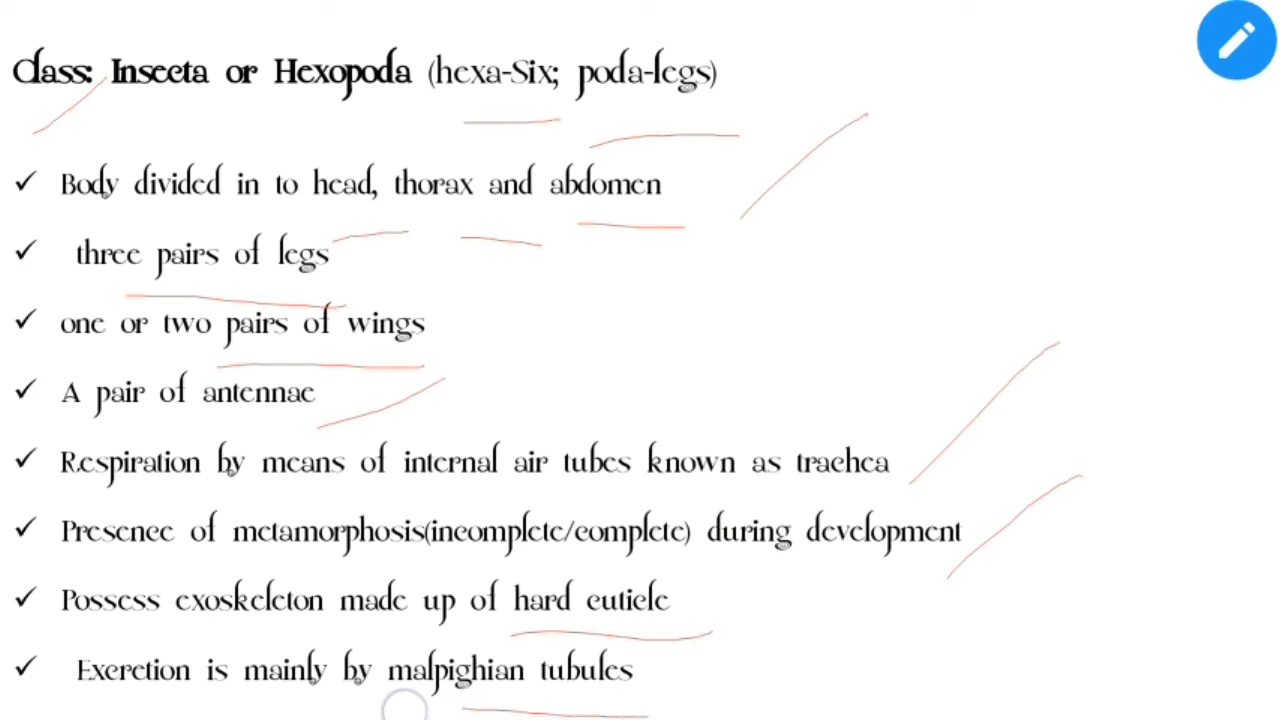 Class: Insecta or Hexopoda (hexa-Six; poda-legs)
✓ Body divided in to head, thorax and abdomen
✓ three pairs of legs
✓ one or two pairs of wings
✓ A pair of antennae
✓ Respiration by means of internal air tubes known as trachea
✓ Presence of metamorphosis(incomplete/complete) during development
✓ Possess exoskeleton made up of hard cuticle
✓ Excretion is mainly by malpighian tubules